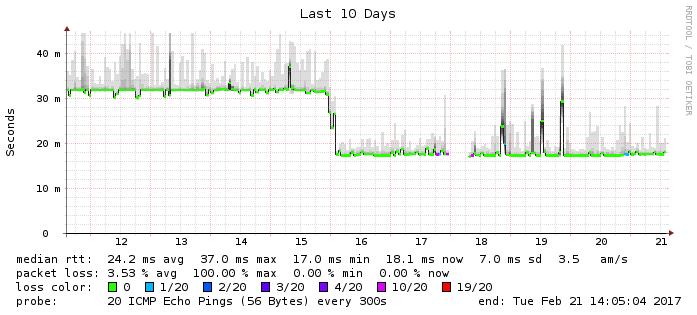 Last 10 Days
RRDTOOL / TOBI OETIKER
Seconds
40 m
30 m
20 m
10 m
0
12 13 14 15 16 17 18 19 20 21
median rtt: 24.2 ms avg 37.0 ms max 17.0 ms min 18.1 ms now 7.0 ms sd 3.5 am/s
packet loss: 3.53 % avg 100.00 % max 0.00 % min 0.00 % now
loss color: 0 1/20 2/20 3/20 4/20 10/20 19/20
probe: 20 ICMP Echo Pings (56 Bytes) every 300s end: Tue Feb 21 14:05:04 2017